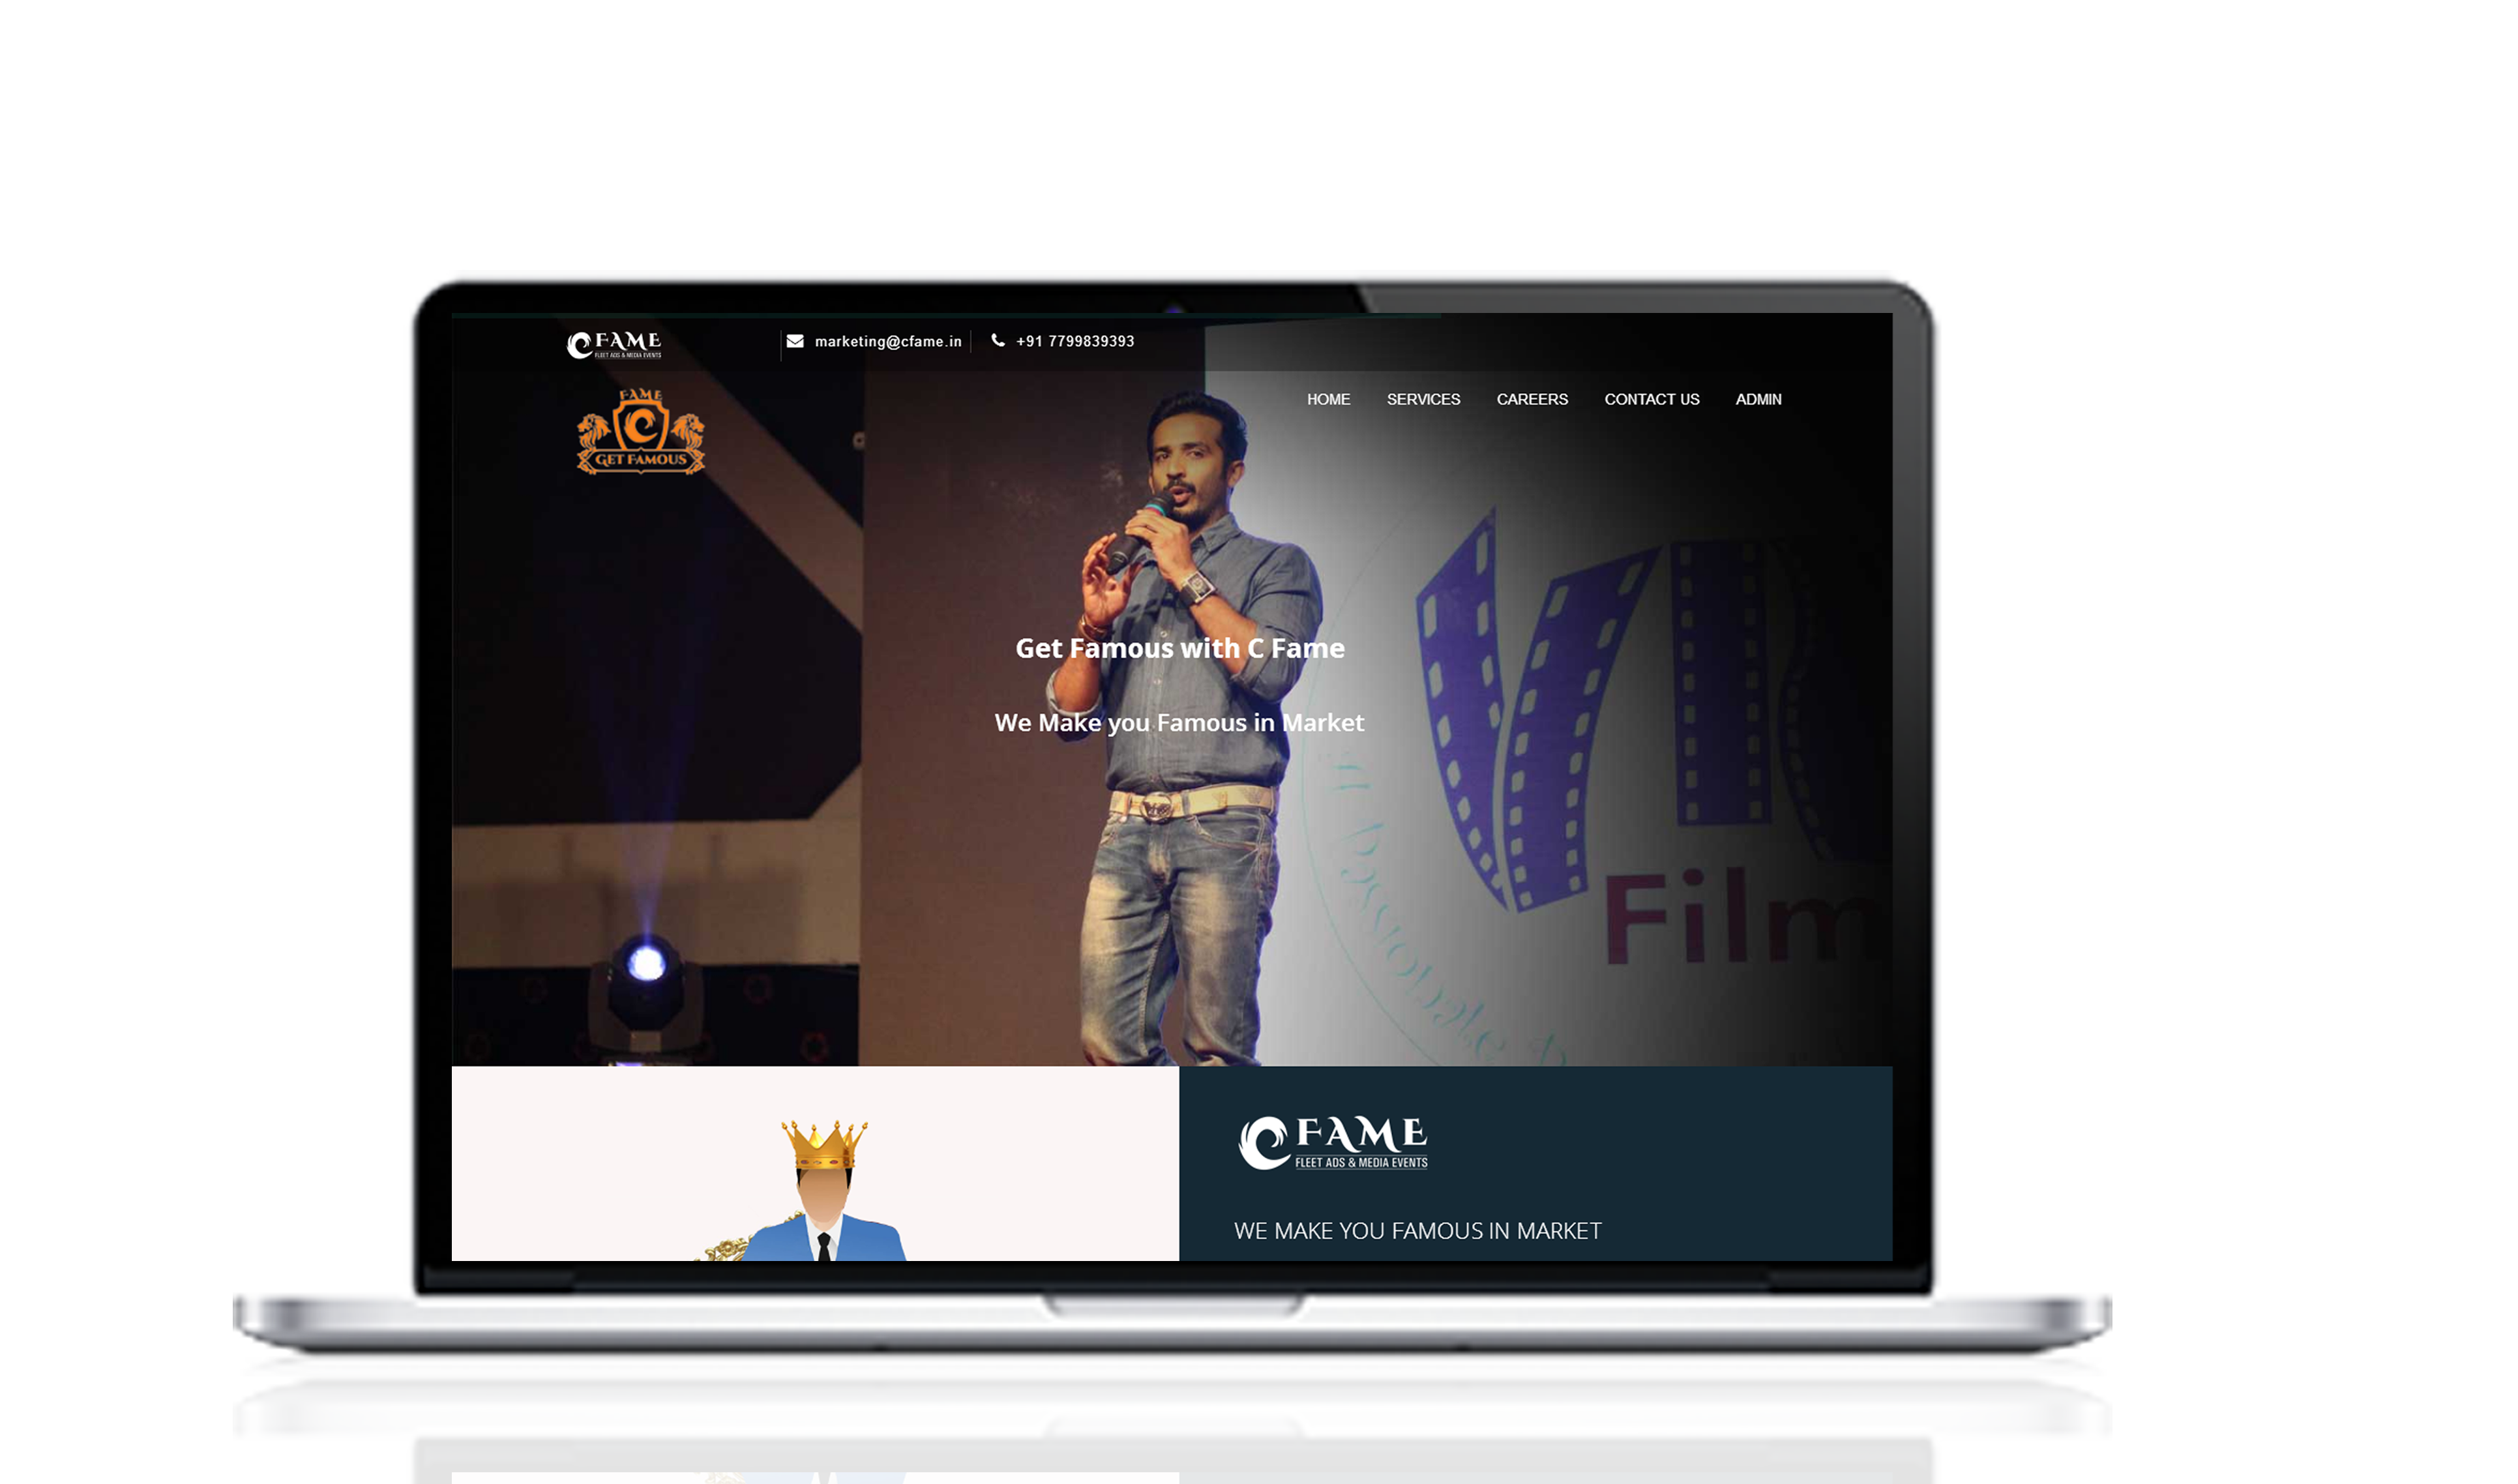 FAME
FLEET ADS & MEDIA EVENTS
marketing@cfame.in
+91 7799839393
FAME
GET FAMOUS
HOME SERVICES CAREERS CONTACT US ADMIN
Get Famous with C Fame
We Make you Famous in Market
Film
FAME
FLEET ADS & MEDIA EVENTS
WE MAKE YOU FAMOUS IN MARKET